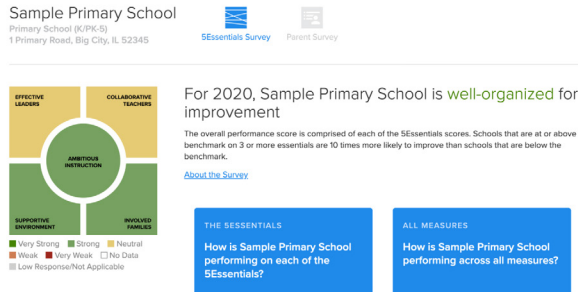 Sample Primary School
Primary School (K/PK-5)
1 Primary Road, Big City, IL 52345
5Essentials Survey
Parent Survey
EFFECTIVE
LEADERS
COLLABORATIVE
TEACHERS
AMBITIOUS
INSTRUCTION
SUPPORTIVE
ENVIRONMENT
INVOLVED
FAMILIES
Very Strong
Strong
Neutral
Weak
Very Weak
No Data
Low Response/Not Applicable
For 2020, Sample Primary School is well-organized for
improvement
The overall performance score is comprised of each of the 5Essentials scores. Schools that are at or above
benchmark on 3 or more essentials are 10 times more likely to improve than schools that are below the
benchmark.
About the Survey
THE 5ESSENTIALS
How is Sample Primary School
performing on each of the
5Essentials?
ALL MEASURES
How is Sample Primary School
performing across all measures?